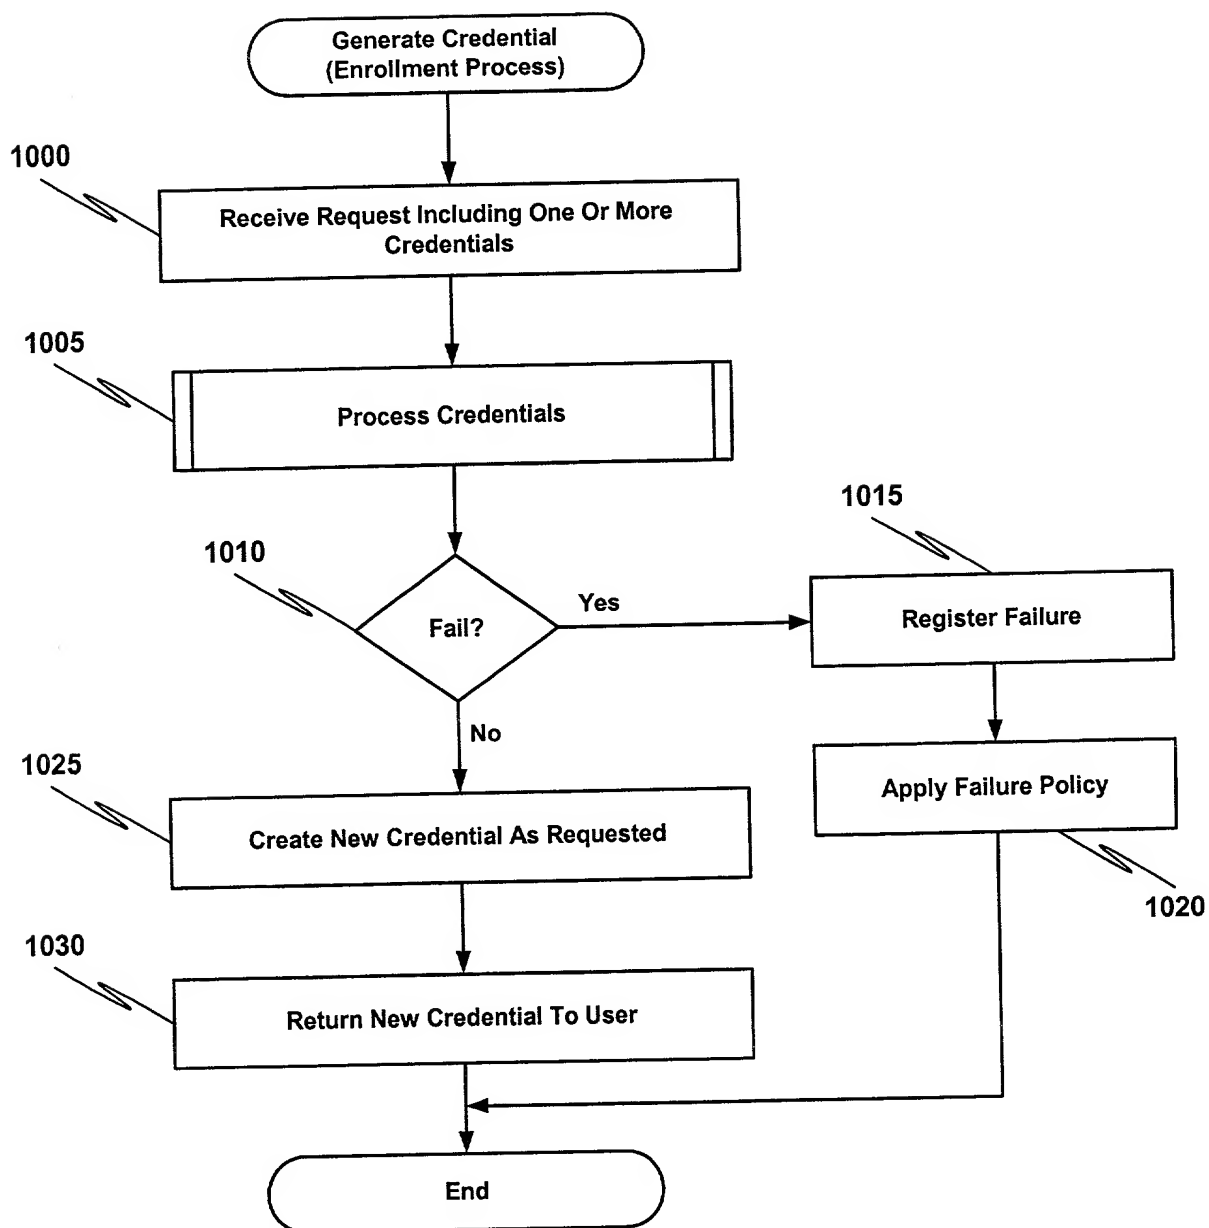 Generate Credential
(Enrollment Process)
1000
Receive Request Including One Or More
Credentials
1005
Process Credentials
1010
Fail?
Yes
1015
Register Failure
No
Apply Failure Policy
1020
1025
Create New Credential As Requested
1030
Return New Credential To User
End